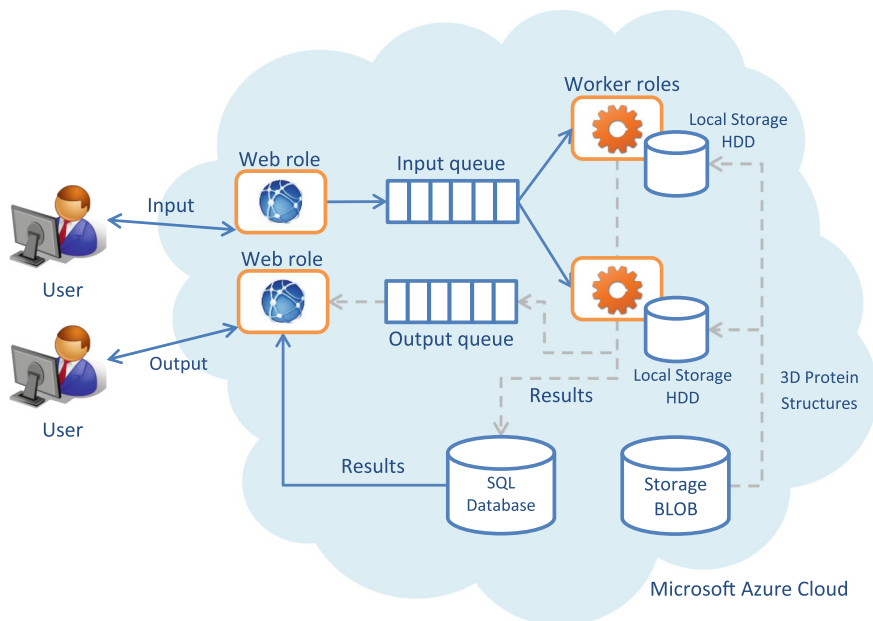 Worker roles
Local Storage
HDD
Web role
Input queue
Input
User
Web role
Output queue
Output
User
Local Storage
HDD
3D Protein
Structures
Results
Results
SQL
Database
Storage
BLOB
Microsoft Azure Cloud